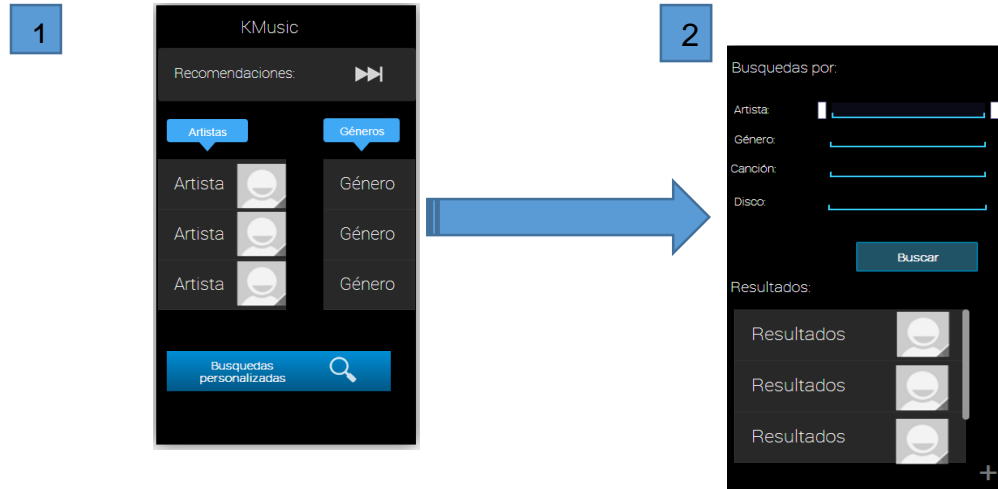 1
KMusic
Recomendaciones:
Artistas
Géneros
Artista
Género
Artista
Género
Artista
Género
Busquedas
personalizadas
2
Busquedas por:
Artista:
Género:
Canción:
Disco:
Buscar
Resultados:
Resultados
Resultados
Resultados
+